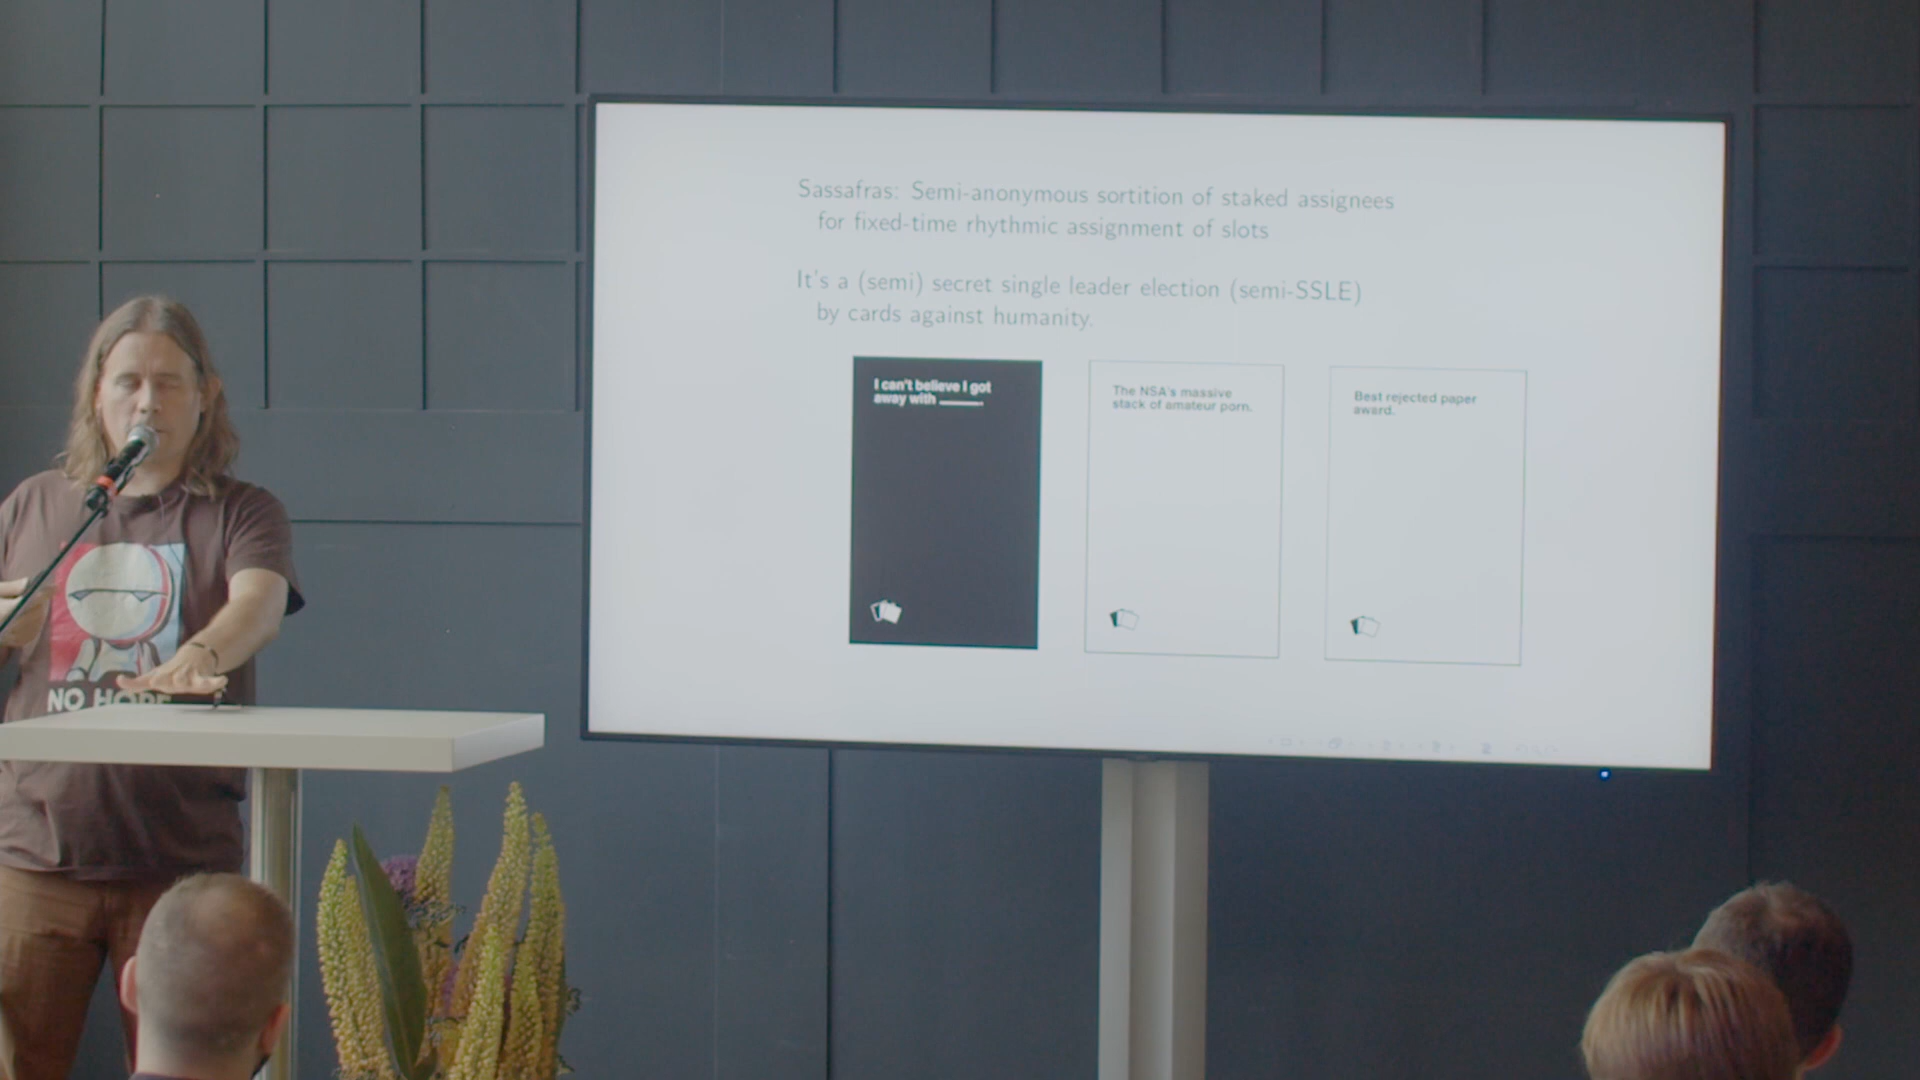 Sassafras: Semi-anonymous sortition of staked assignees
for fixed-time rhythmic assignment of slots
It's a (semi) secret single leader election (semi-SSLE)
by cards against humanity.
I can't believe I got
away with ______.
The NSA's massive
stack of amateur porn.
Best rejected paper
award.
NO HOPE